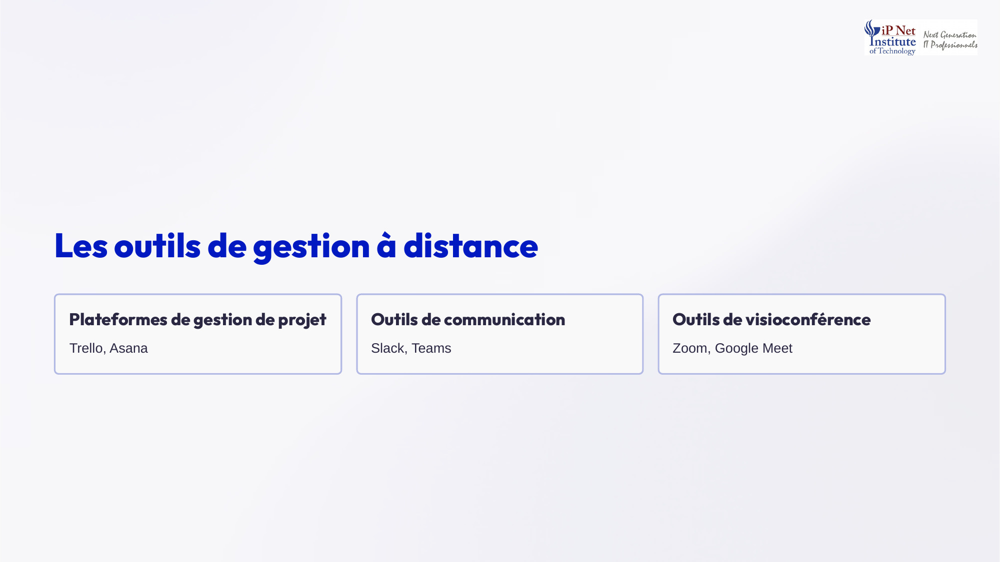 iP Net
Institute
of Technology
Next Generation
IT Professionnels
Les outils de gestion à distance
Plateformes de gestion de projet
Trello, Asana
Outils de communication
Slack, Teams
Outils de visioconférence
Zoom, Google Meet